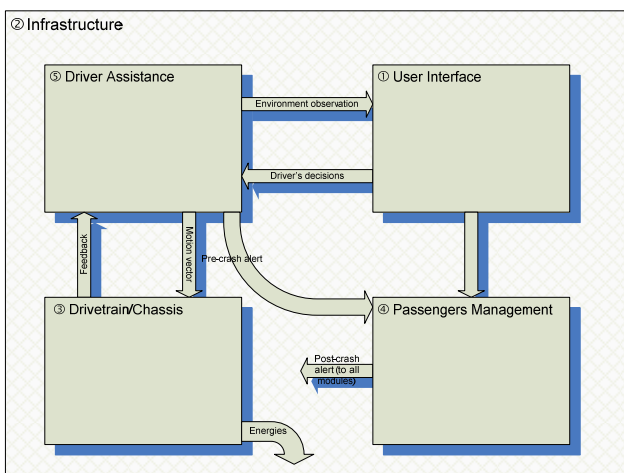 ② Infrastructure
⑤ Driver Assistance
① User Interface
Environment observation
Driver's decisions
Feedback
Motion vector
Pre-crash alert
③ Drivetrain/Chassis
④ Passengers Management
Post-crash
alert (to all
modules)
Energies